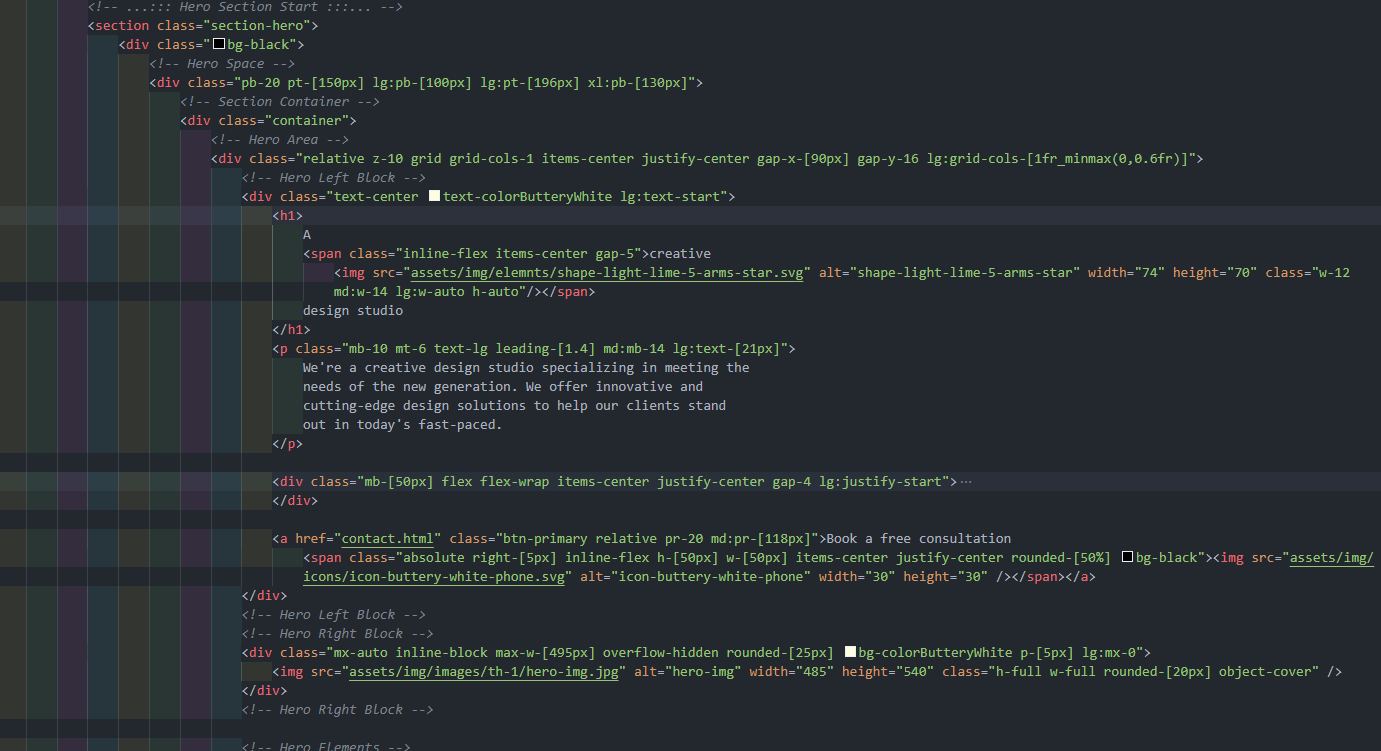 <!-- ...::: Hero Section Start :::... -->
<section class="section-hero">
<div class="bg-black">
<!-- Hero Space -->
<div class="pb-20 pt-[150px] lg:pb-[100px] lg:pt-[196px] xl:pb-[130px]">
<!-- Section Container -->
<div class="container">
<!-- Hero Area -->
<div class="relative z-10 grid grid-cols-1 items-center justify-center gap-x-[90px] gap-y-16 lg:grid-cols-[1fr_minmax(0,0.6fr)]">
<!-- Hero Left Block -->
<div class="text-center text-colorButteryWhite lg:text-start">
<h1>
A
<span class="inline-flex items-center gap-5">creative
<img src="assets/img/elemnts/shape-light-lime-5-arms-star.svg" alt="shape-light-lime-5-arms-star" width="74" height="70" class="w-12
md:w-14 lg:w-auto h-auto"/></span>
design studio
</h1>
<p class="mb-10 mt-6 text-lg leading-[1.4] md:mb-14 lg:text-[21px]">
We're a creative design studio specializing in meeting the
needs of the new generation. We offer innovative and
cutting-edge design solutions to help our clients stand
out in today's fast-paced.
</p>
<div class="mb-[50px] flex flex-wrap items-center justify-center gap-4 lg:justify-start">···
</div>
<a href="contact.html" class="btn-primary relative pr-20 md:pr-[118px]">Book a free consultation
<span class="absolute right-[5px] inline-flex h-[50px] w-[50px] items-center justify-center rounded-[50%] bg-black"><img src="assets/img/
icons/icon-buttery-white-phone.svg" alt="icon-buttery-white-phone" width="30" height="30" /></span></a>
</div>
<!-- Hero Left Block -->
<!-- Hero Right Block -->
<div class="mx-auto inline-block max-w-[495px] overflow-hidden rounded-[25px] bg-colorButteryWhite p-[5px] lg:mx-0">
<img src="assets/img/images/th-1/hero-img.jpg" alt="hero-img" width="485" height="540" class="h-full w-full rounded-[20px] object-cover" />
</div>
<!-- Hero Right Block -->
<!-- Hero Elements -->